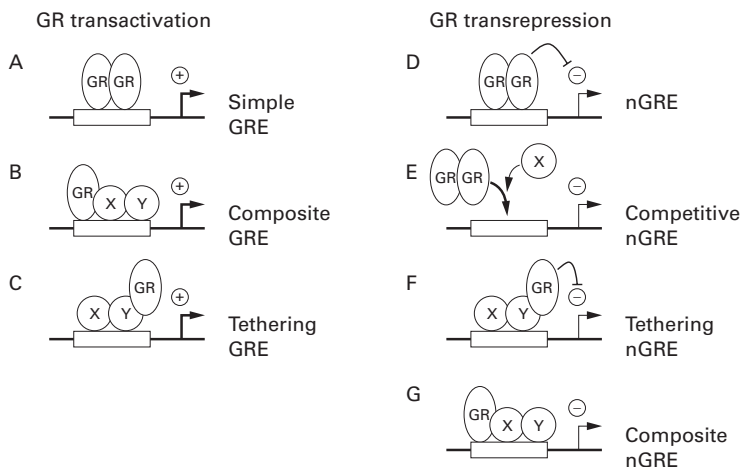 GR transactivation
A
GR GR
+
Simple
GRE
B
GR
X Y
+
Composite
GRE
C
GR
X Y
+
Tethering
GRE
GR transrepression
D
GR GR
−
nGRE
E
GR GR
X
−
Competitive
nGRE
F
GR
X Y
−
Tethering
nGRE
G
GR
X Y
−
Composite
nGRE